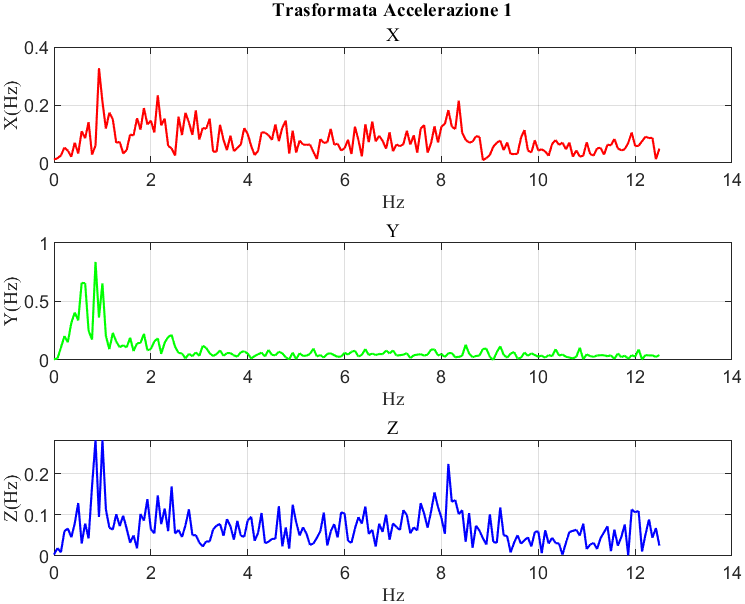 Trasformata Accelerazione 1
X
0.4
0.2
0
X(Hz)
0 2 4 6 8 10 12 14
Hz
Y
1
0.5
0
Y(Hz)
0 2 4 6 8 10 12 14
Hz
Z
0.2
0.1
0
Z(Hz)
0 2 4 6 8 10 12 14
Hz